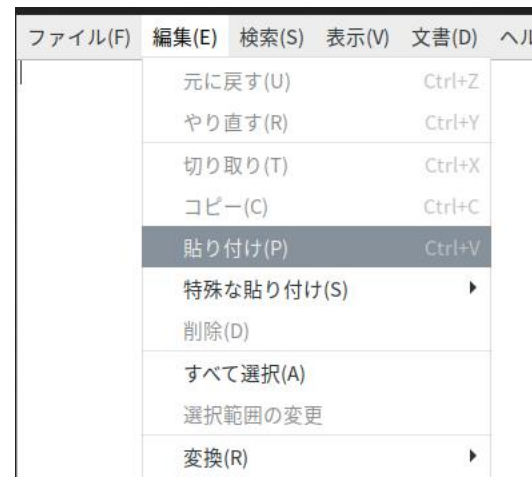 ファイル(F) 編集(E) 検索(S) 表示(V) 文書(D)
元に戻す(U) Ctrl+Z
やり直す(R) Ctrl+Y
切り取り(T) Ctrl+X
コピー(C) Ctrl+C
貼り付け(P) Ctrl+V
特殊な貼り付け(S)
削除(D)
すべて選択(A)
選択範囲の変更
変換(R)